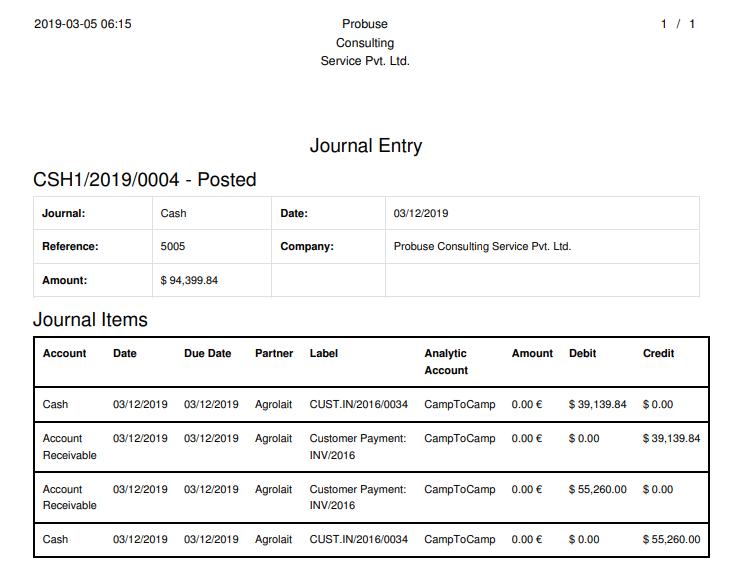 2019-03-05 06:15 Probuse 1 / 1
Consulting
Service Pvt. Ltd.
Journal Entry
CSH1/2019/0004 - Posted
Journal: Cash Date: 03/12/2019
Reference: 5005 Company: Probuse Consulting Service Pvt. Ltd.
Amount: $ 94,399.84
Journal Items
Account Date Due Date Partner Label Analytic Amount Debit Credit
Account
Cash 03/12/2019 03/12/2019 Agrolait CUST.IN/2016/0034 CampToCamp 0.00 € $ 39,139.84 $ 0.00
Account 03/12/2019 03/12/2019 Agrolait Customer Payment: CampToCamp 0.00 € $ 0.00 $ 39,139.84
Receivable INV/2016
Account 03/12/2019 03/12/2019 Agrolait Customer Payment: CampToCamp 0.00 € $ 55,260.00 $ 0.00
Receivable INV/2016
Cash 03/12/2019 03/12/2019 Agrolait CUST.IN/2016/0034 CampToCamp 0.00 € $ 0.00 $ 55,260.00